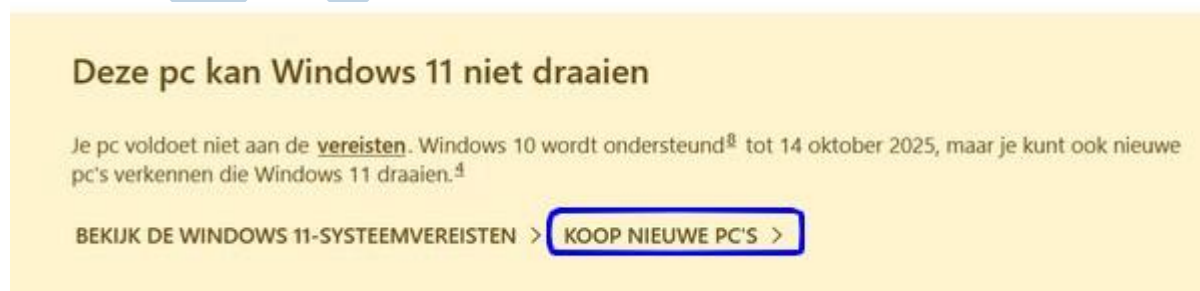 Deze pc kan Windows 11 niet draaien
Je pc voldoet niet aan de vereisten. Windows 10 wordt ondersteund⁸ tot 14 oktober 2025, maar je kunt ook nieuwe
pc's verkennen die Windows 11 draaien.⁴
BEKIJK DE WINDOWS 11-SYSTEEMVEREISTEN > KOOP NIEUWE PC'S >